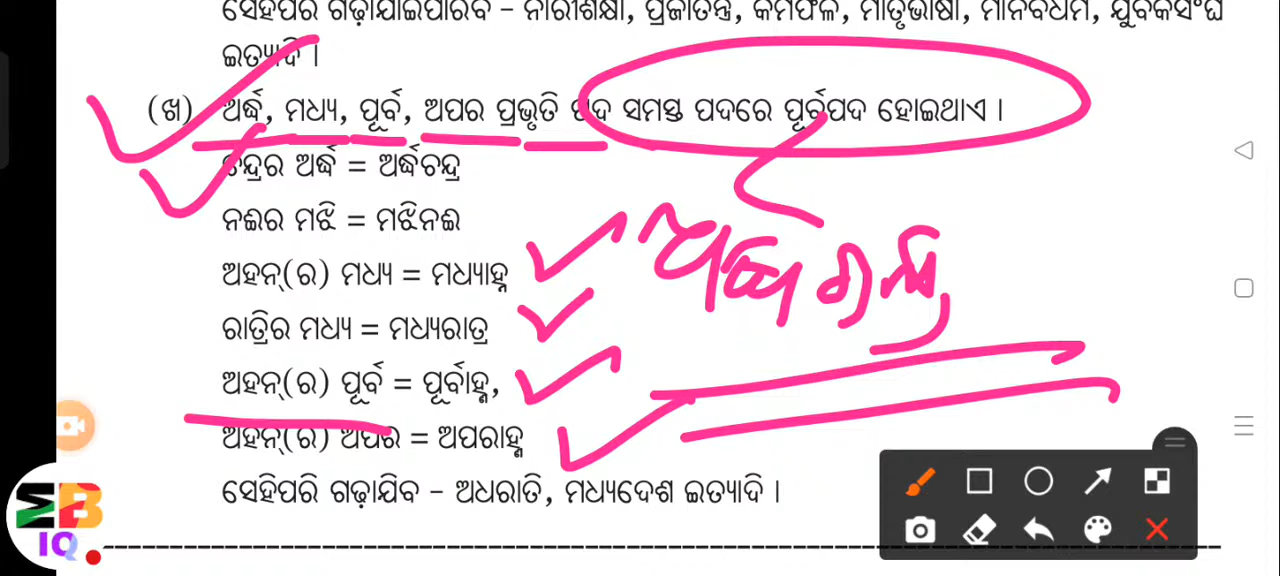 ସେହିପରି ଗଢ଼ାଯାଇପାରିବ – ନାରୀଶିକ୍ଷା, ପ୍ରଜାତନ୍ତ୍ର, କର୍ମଫଳ, ମାତୃଭାଷା, ମାନବଧର୍ମ, ଯୁବକସଂଘ
ଇତ୍ୟାଦି ।
(ଖ) ଅର୍ଦ୍ଧ, ମଧ୍ୟ, ପୂର୍ବ, ଅପର ପ୍ରଭୃତି ପଦ ସମସ୍ତ ପଦରେ ପୂର୍ବପଦ ହୋଇଥାଏ ।
ଚନ୍ଦ୍ରର ଅର୍ଦ୍ଧ = ଅର୍ଦ୍ଧଚନ୍ଦ୍ର
ନଈର ମଝି = ମଝିନଈ
ଅହନ୍(ର) ମଧ୍ୟ = ମଧ୍ୟାହ୍ନ
ରାତ୍ରିର ମଧ୍ୟ = ମଧ୍ୟରାତ୍ର
ଅହନ୍(ର) ପୂର୍ବ = ପୂର୍ବାହ୍ଣ,
ଅହନ୍(ର) ଅପର = ଅପରାହ୍ଣ
ସେହିପରି ଗଢ଼ାଯିବ – ଅଧରାତି, ମଧ୍ୟଦେଶ ଇତ୍ୟାଦି ।
SB
IQ